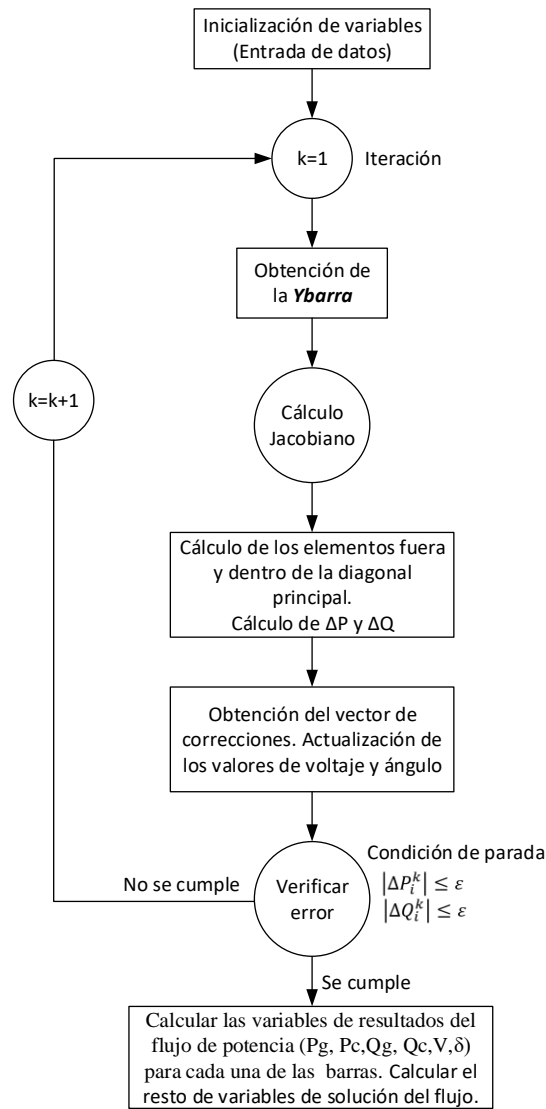 Inicialización de variables
(Entrada de datos)
k=1
Iteración
Obtención de
la Ybarra
k=k+1
Cálculo
Jacobiano
Cálculo de los elementos fuera
y dentro de la diagonal
principal.
Cálculo de ΔP y ΔQ
Obtención del vector de
correcciones. Actualización de
los valores de voltaje y ángulo
Condición de parada
|ΔP_i^k| ≤ ε
|ΔQ_i^k| ≤ ε
No se cumple
Verificar
error
Se cumple
Calcular las variables de resultados del
flujo de potencia (Pg, Pc,Qg, Qc,V,δ)
para cada una de las barras. Calcular el
resto de variables de solución del flujo.